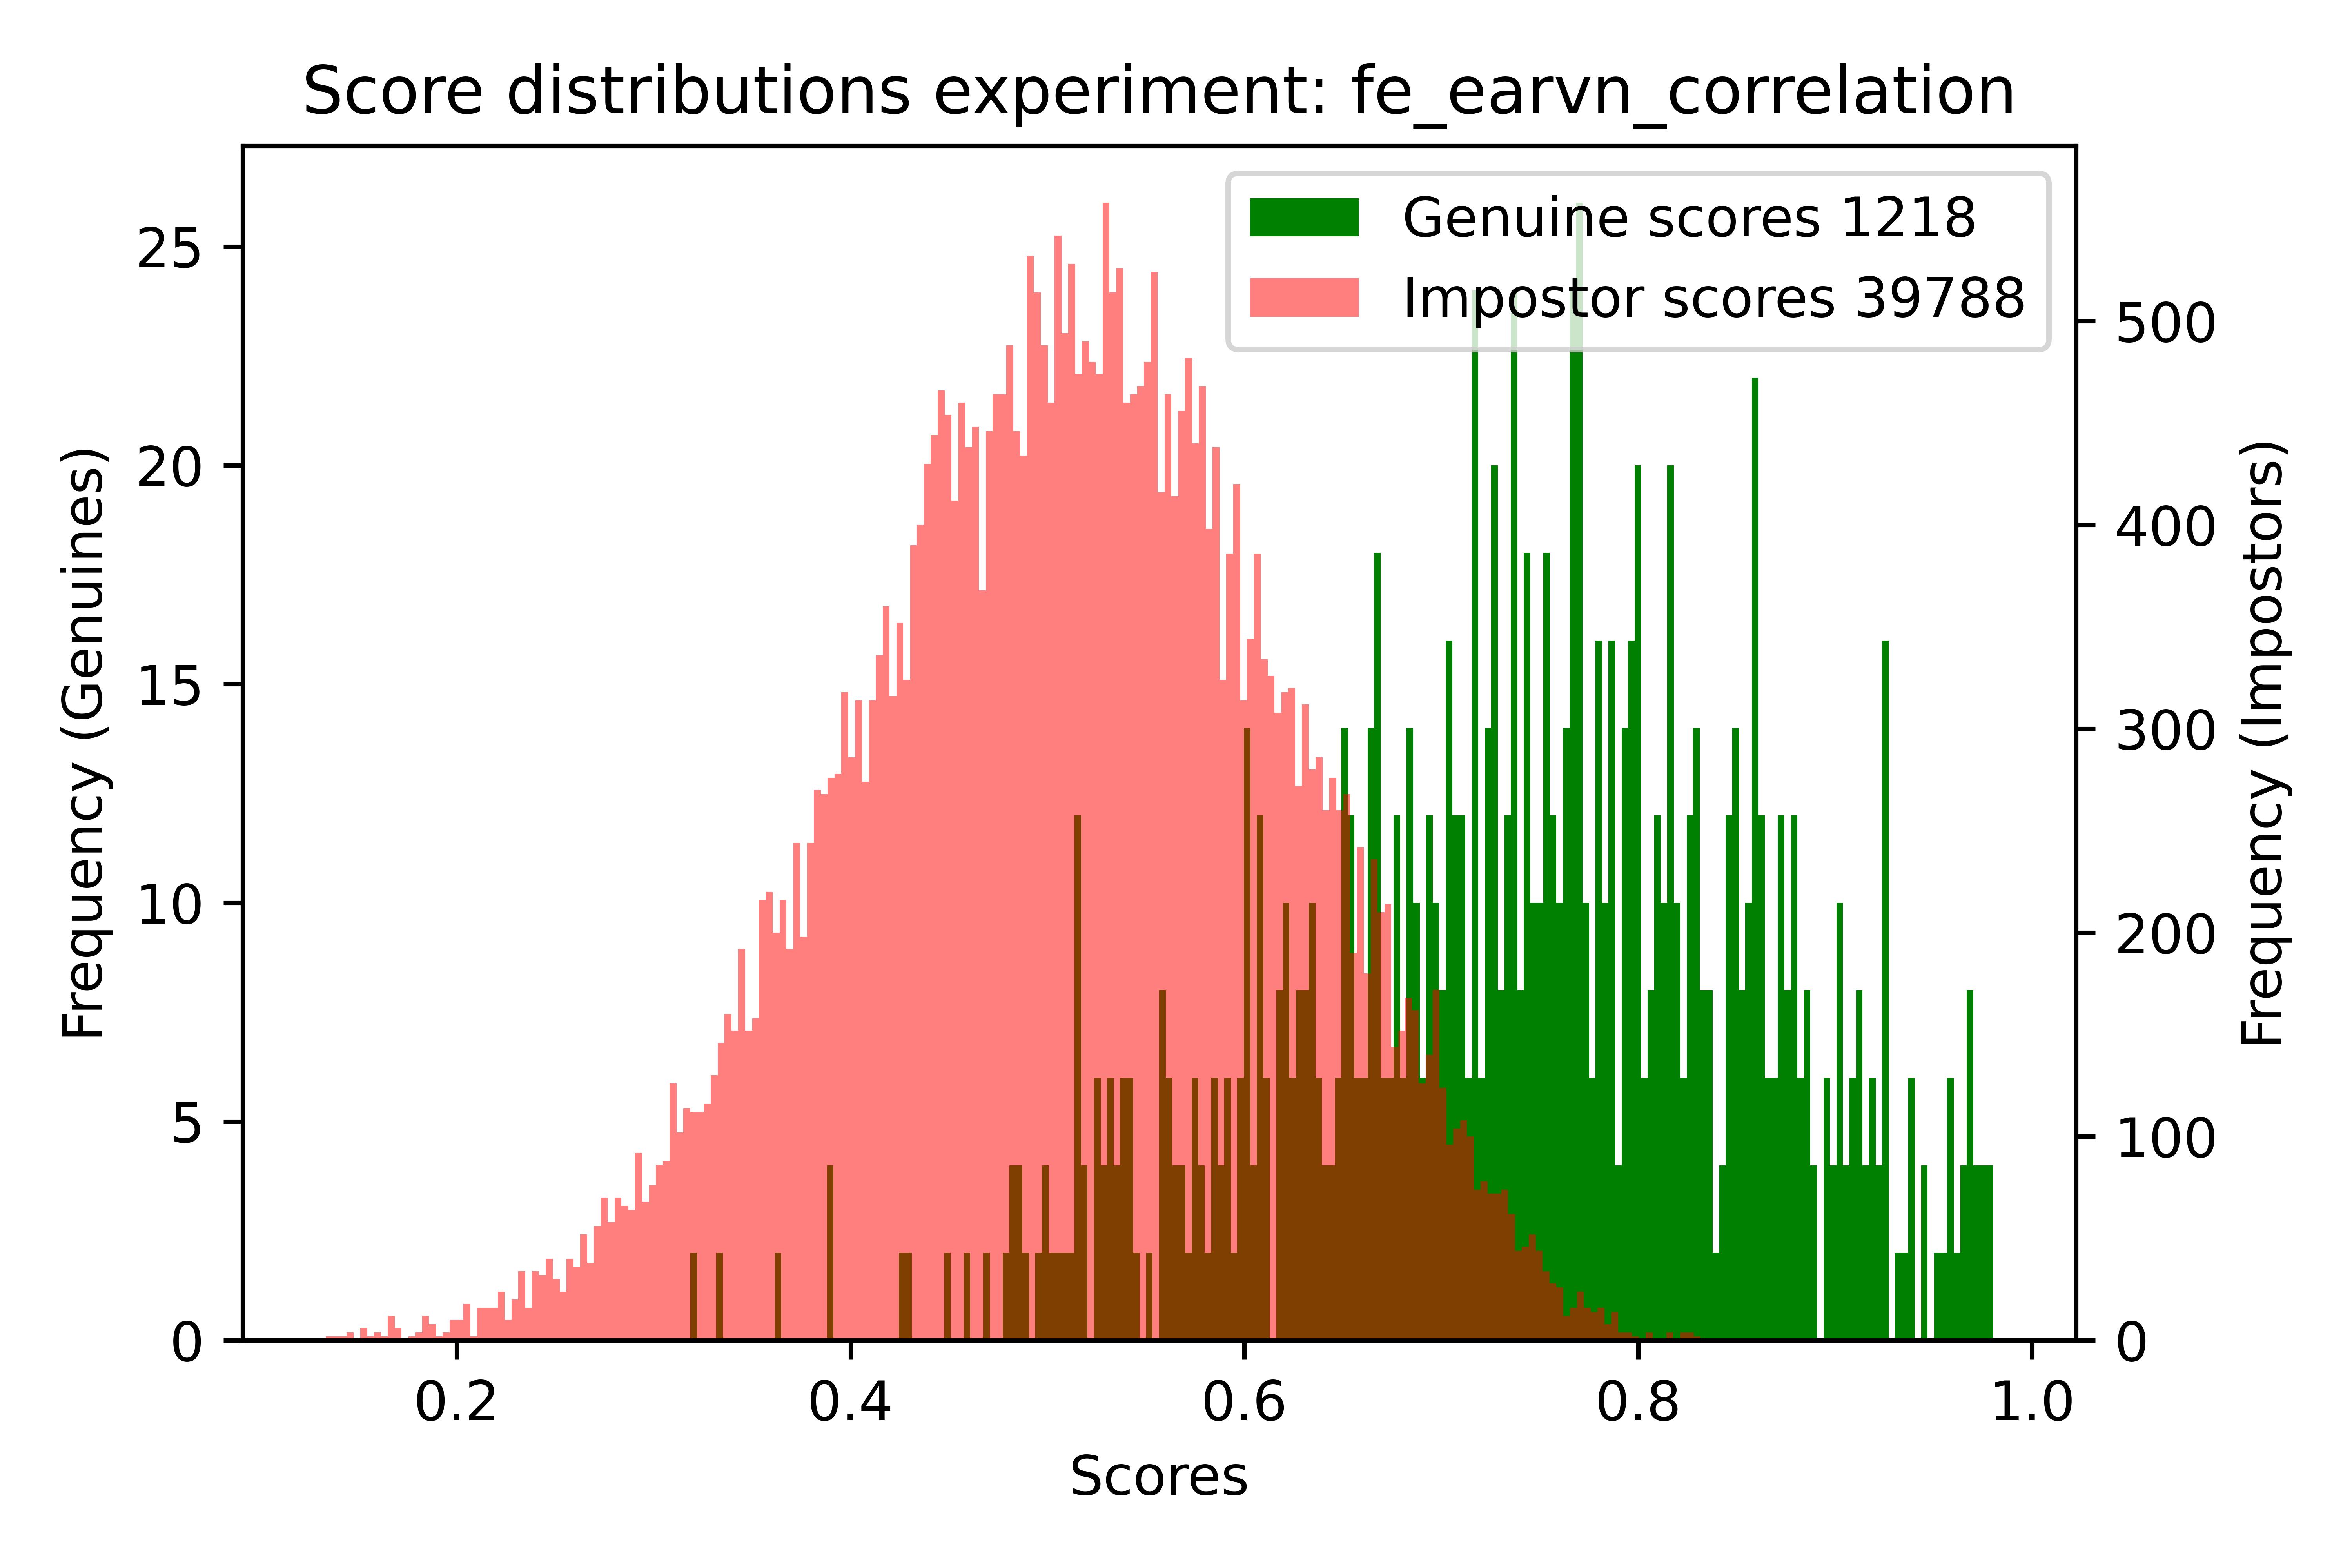 Score distributions experiment: fe_earvn_correlation
Genuine scores 1218
Impostor scores 39788
Frequency (Genuines)
25
20
15
10
5
0
Frequency (Impostors)
500
400
300
200
100
0
0.2 0.4 0.6 0.8 1.0
Scores